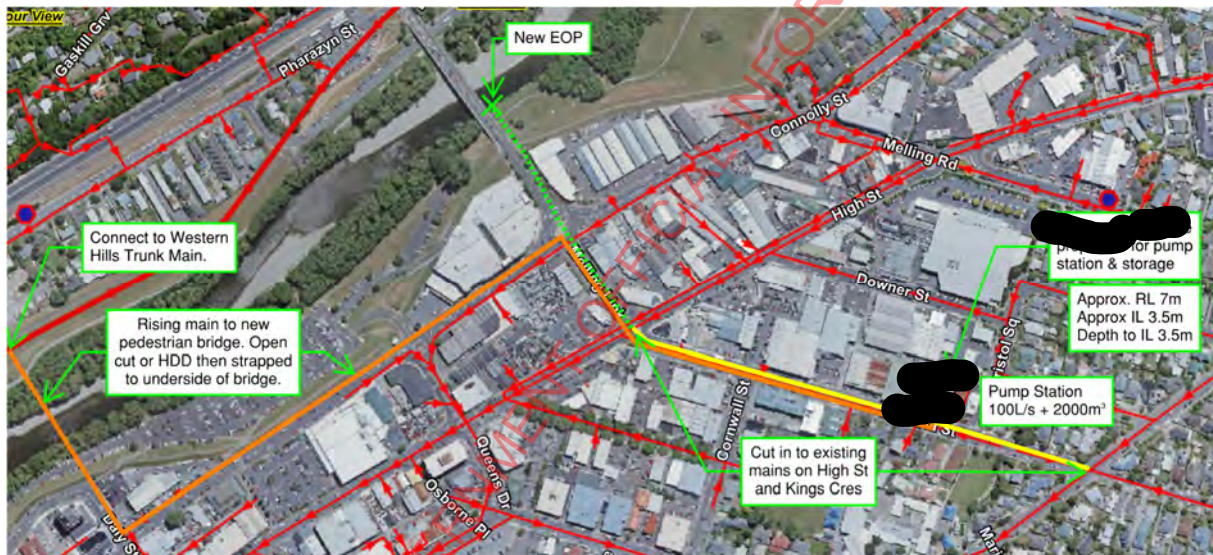 our View
Gaskill Grv
Pharazyn St
New EOP
Connolly St
Melling Rd
High St
Connect to Western
Hills Trunk Main.
for pump
station & storage
Downer St
Approx. RL 7m
Approx IL 3.5m
Depth to IL 3.5m
Rising main to new
pedestrian bridge. Open
cut or HDD then strapped
to underside of bridge.
ristol Sq
Pump Station
100L/s + 2000m³
Cornwall St
St
Queens Dr
Cut in to existing
mains on High St
and Kings Cres
Osborne Pl
Daly St